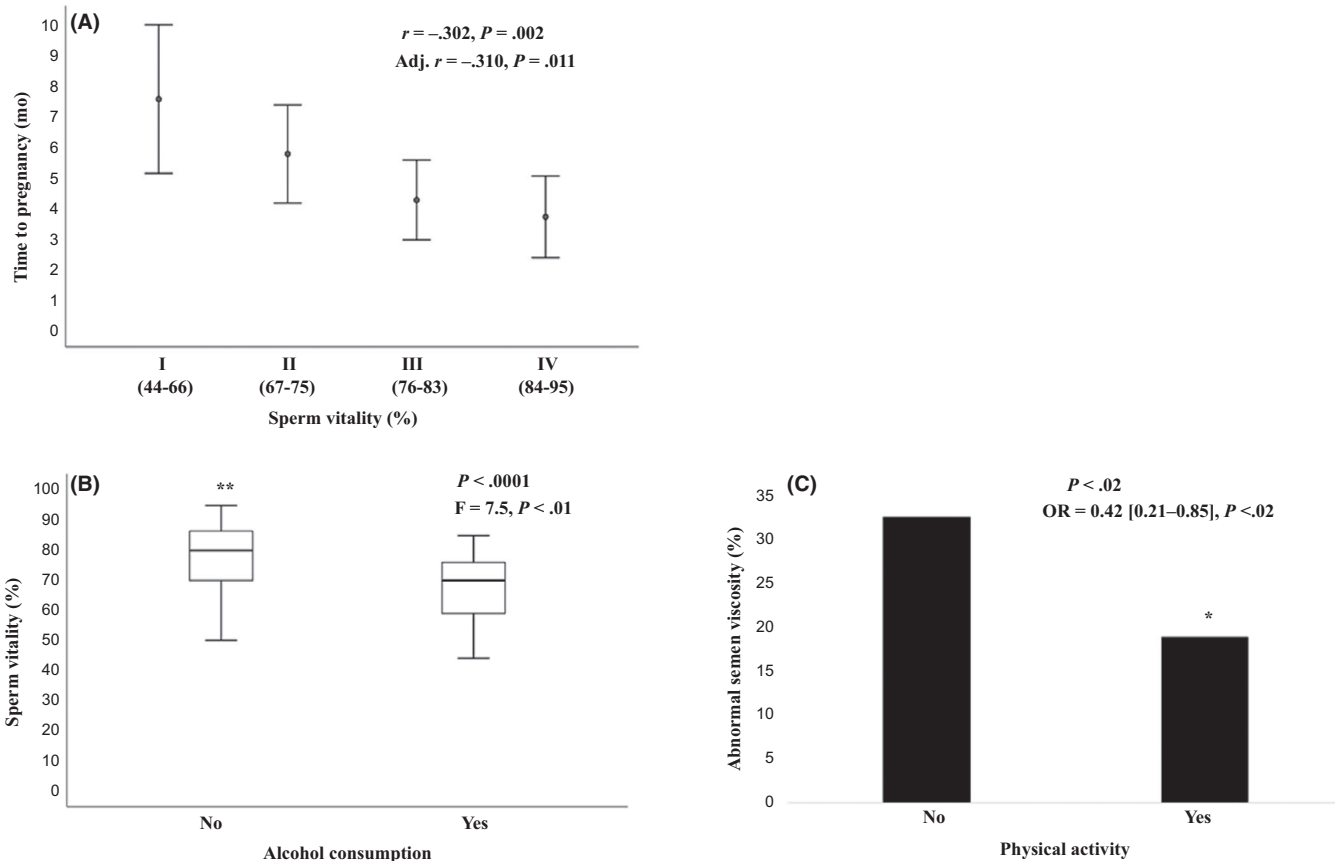 (A)
r = –.302, P = .002
Adj. r = –.310, P = .011
Time to pregnancy (mo)
10
9
8
7
6
5
4
3
2
1
0
I II III IV
(44-66) (67-75) (76-83) (84-95)
Sperm vitality (%)
(B)
**
P < .0001
F = 7.5, P < .01
Sperm vitality (%)
100
90
80
70
60
50
40
30
20
10
0
No Yes
Alcohol consumption
(C)
P < .02
OR = 0.42 [0.21–0.85], P <.02
*
Abnormal semen viscosity (%)
35
30
25
20
15
10
5
0
No Yes
Physical activity